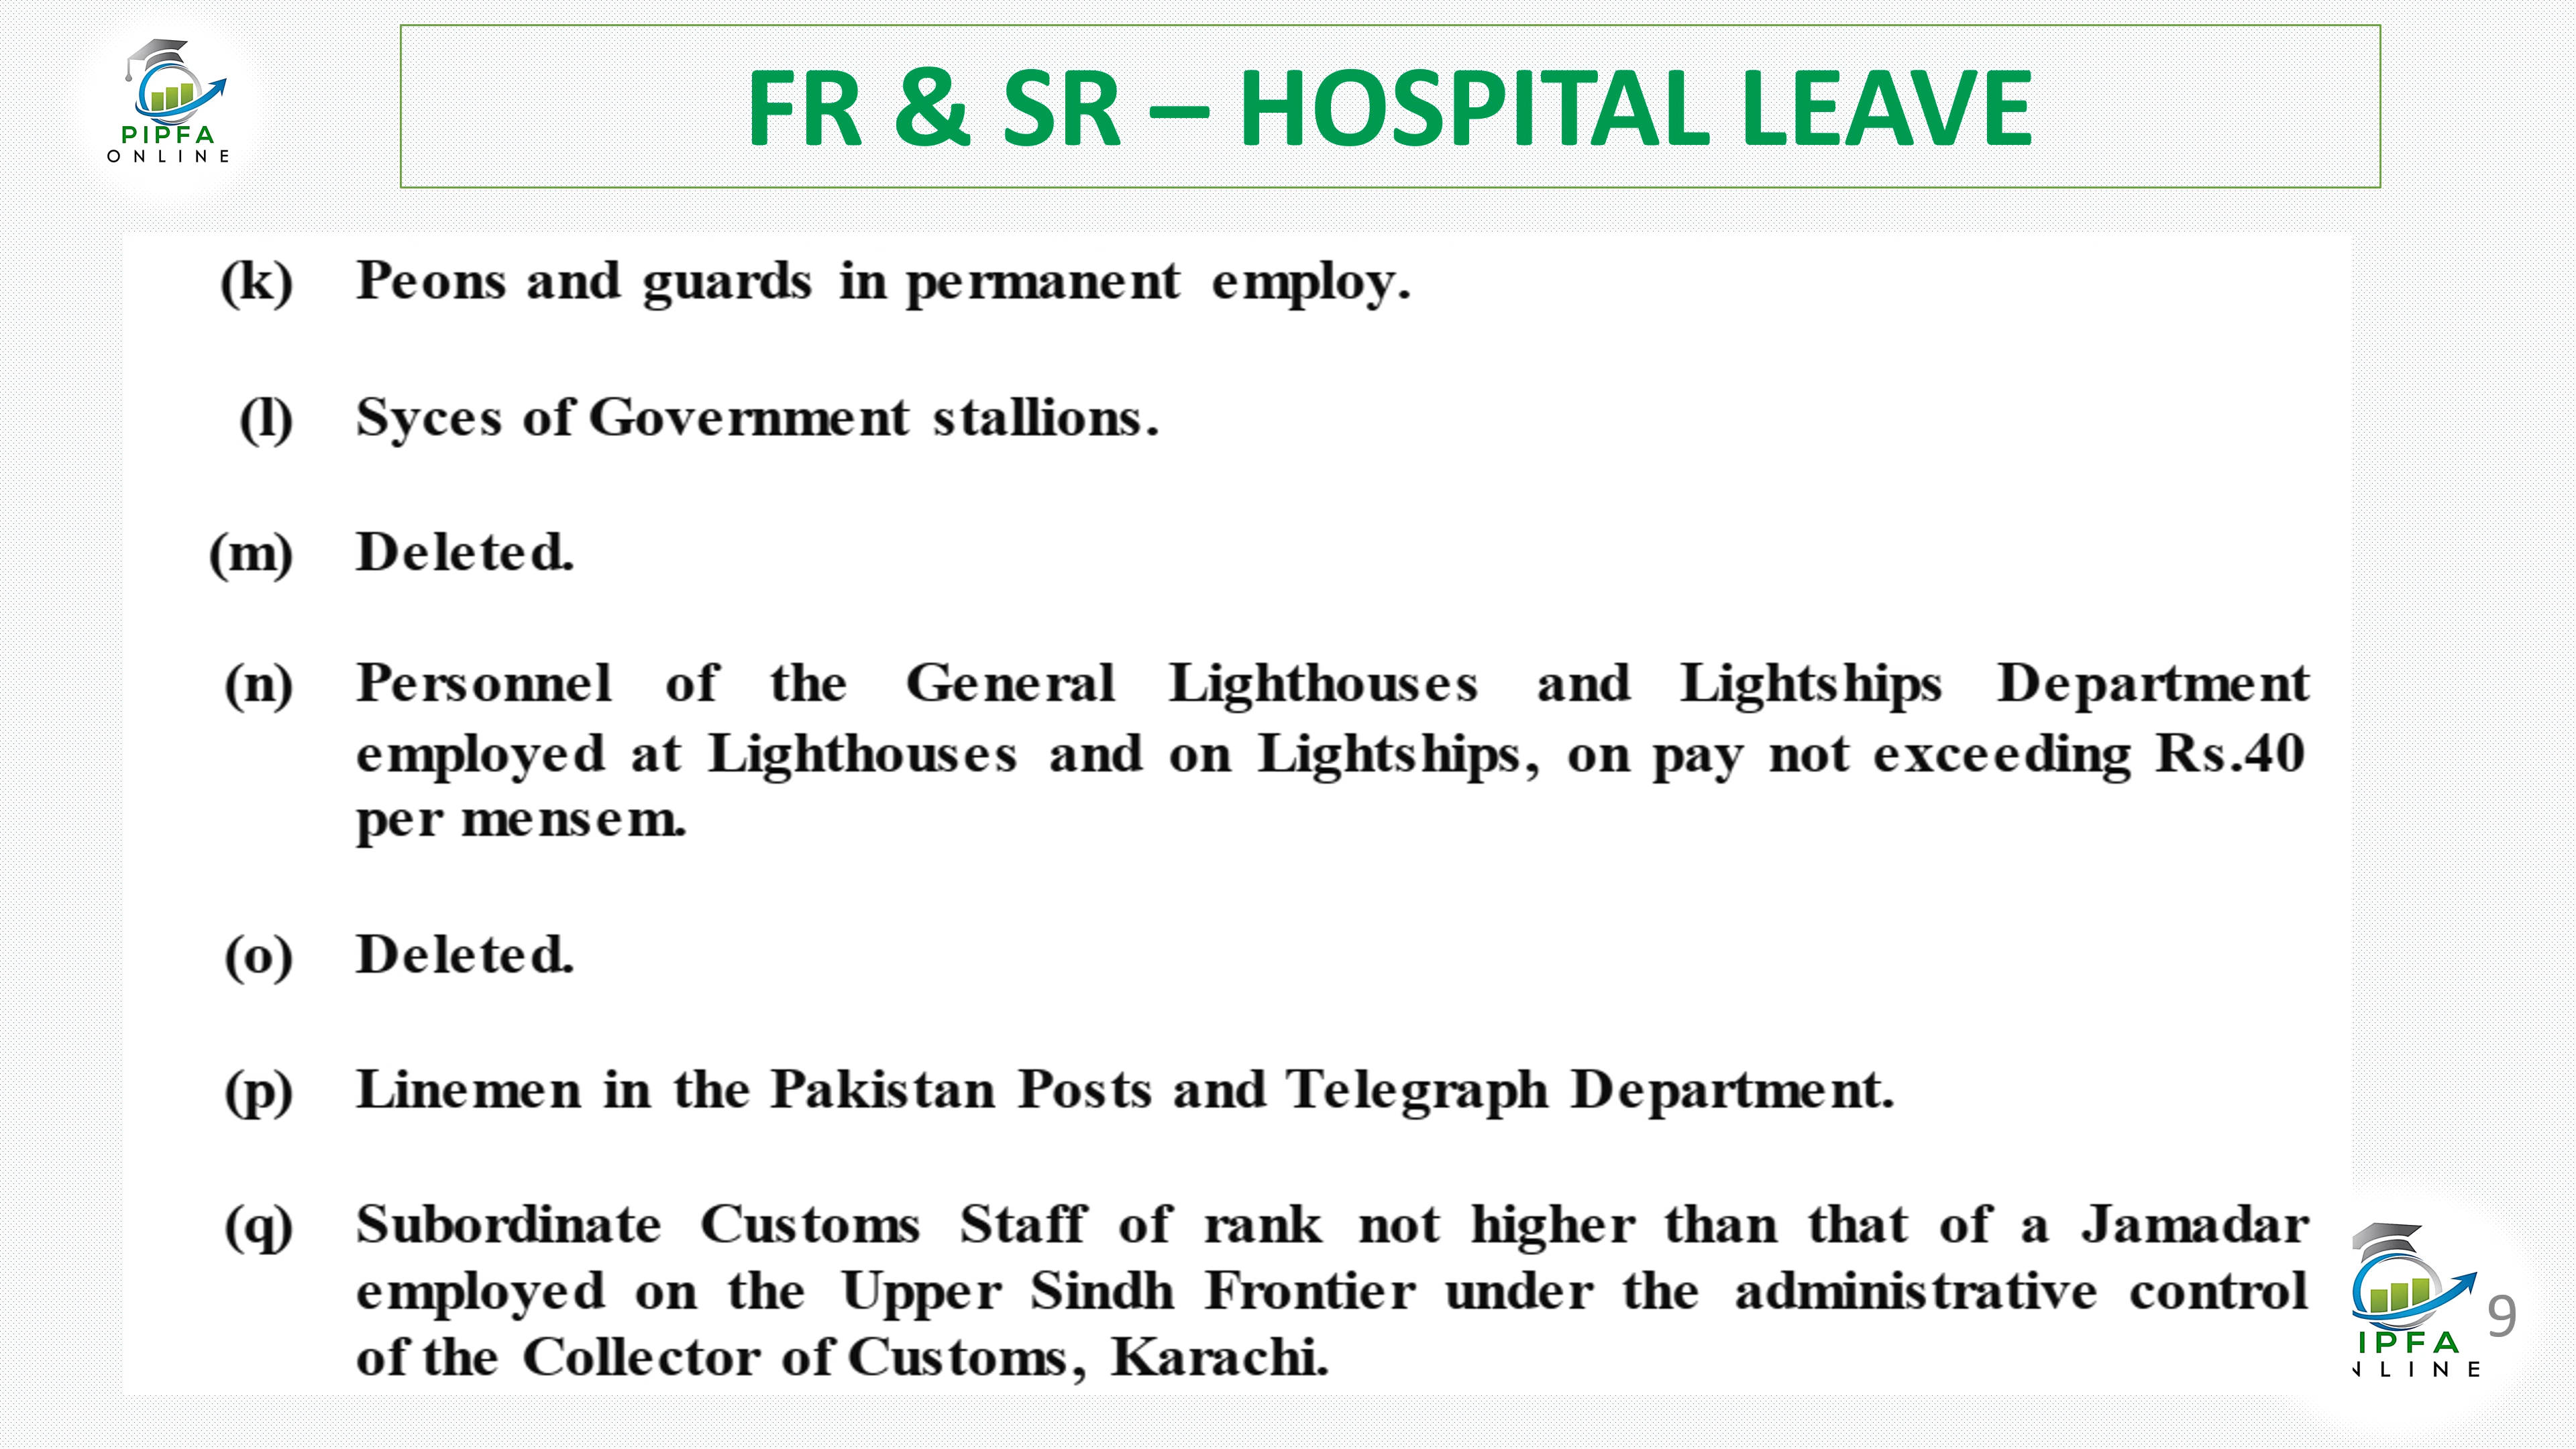 PIPFA
ONLINE
FR & SR – HOSPITAL LEAVE
(k) Peons and guards in permanent employ.
(l) Syces of Government stallions.
(m) Deleted.
(n) Personnel of the General Lighthouses and Lightships Department
employed at Lighthouses and on Lightships, on pay not exceeding Rs.40
per mensem.
(o) Deleted.
(p) Linemen in the Pakistan Posts and Telegraph Department.
(q) Subordinate Customs Staff of rank not higher than that of a Jamadar
employed on the Upper Sindh Frontier under the administrative control
of the Collector of Customs, Karachi.
9
IPFA
NLINE